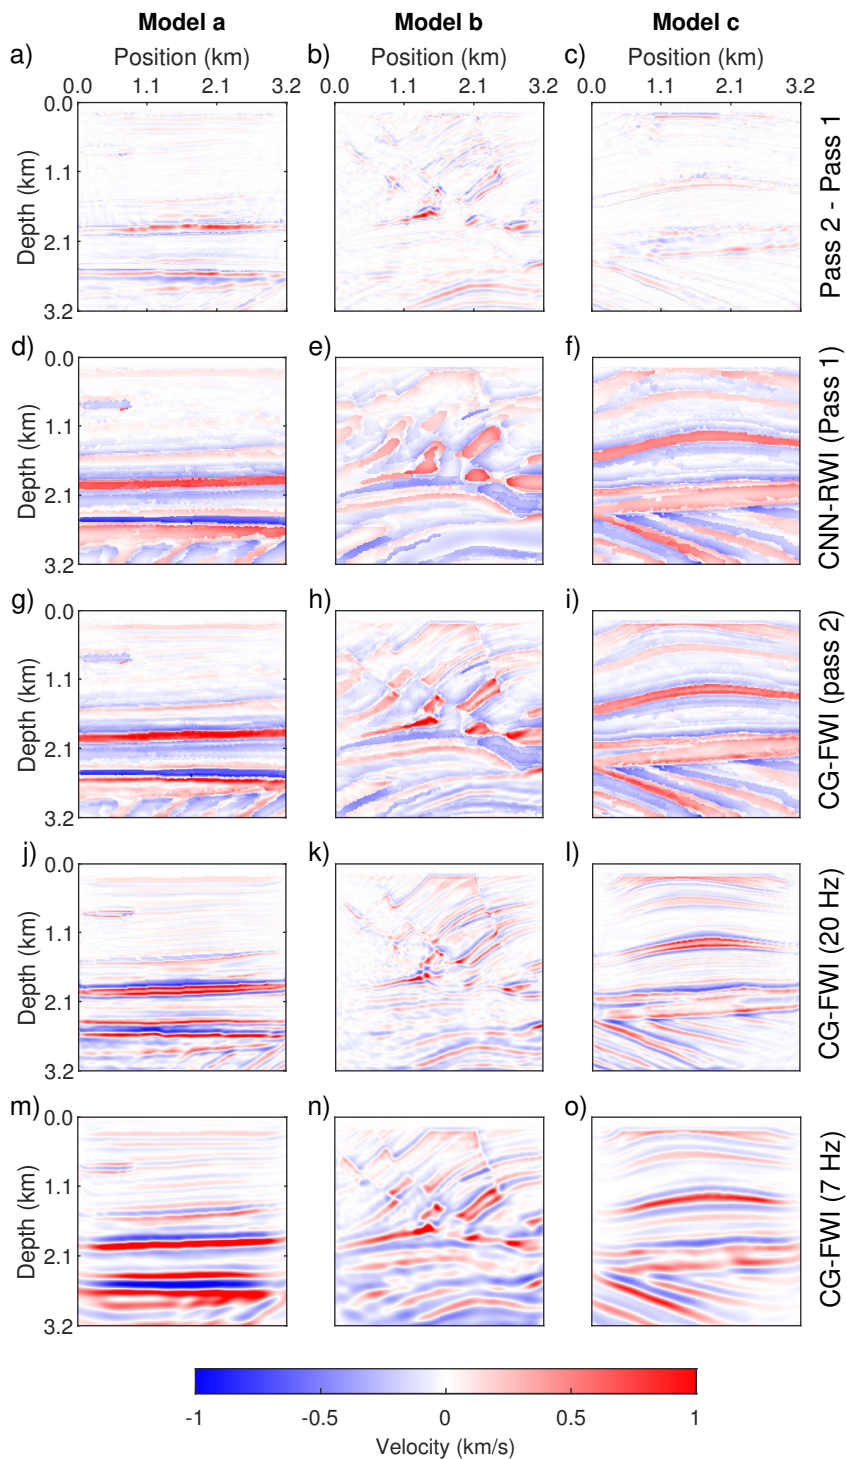 Model a Model b Model c
a) Position (km) b) Position (km) c) Position (km)
0.0 1.1 2.1 3.2 0.0 1.1 2.1 3.2 0.0 1.1 2.1 3.2
0.0
1.1
2.1
3.2
Depth (km)
Pass 2 - Pass 1
d) e) f)
0.0
1.1
2.1
3.2
Depth (km)
CNN-RWI (Pass 1)
g) h) i)
0.0
1.1
2.1
3.2
Depth (km)
CG-FWI (pass 2)
j) k) l)
0.0
1.1
2.1
3.2
Depth (km)
CG-FWI (20 Hz)
m) n) o)
0.0
1.1
2.1
3.2
Depth (km)
CG-FWI (7 Hz)
-1 -0.5 0 0.5 1
Velocity (km/s)